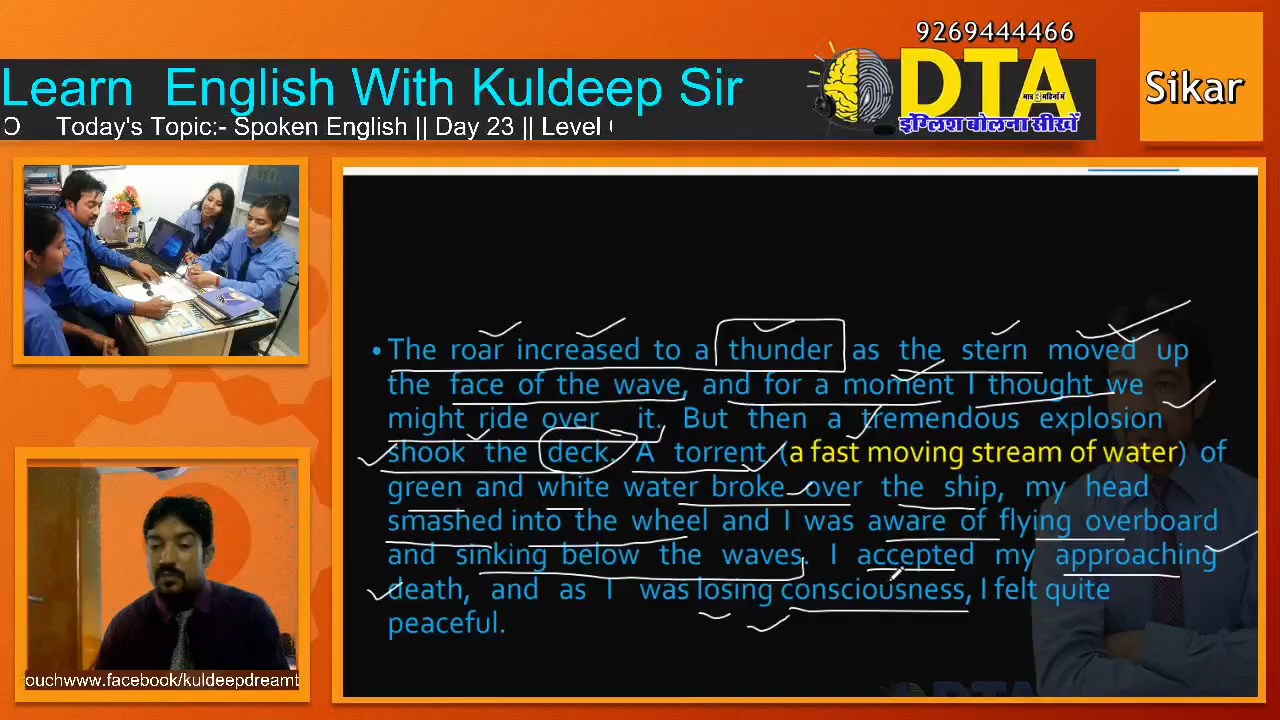 9269444466
Learn English With Kuldeep Sir
Today's Topic:- Spoken English || Day 23 || Level
DTA
इंग्लिश बोलना सीखें
Sikar
• The roar increased to a thunder as the stern moved up
the face of the wave, and for a moment I thought we
might ride over it. But then a tremendous explosion
shook the deck. A torrent (a fast moving stream of water) of
green and white water broke over the ship, my head
smashed into the wheel and I was aware of flying overboard
and sinking below the waves. I accepted my approaching
death, and as I was losing consciousness, I felt quite
peaceful.
ouchwww.facebook/kuldeepdreamt